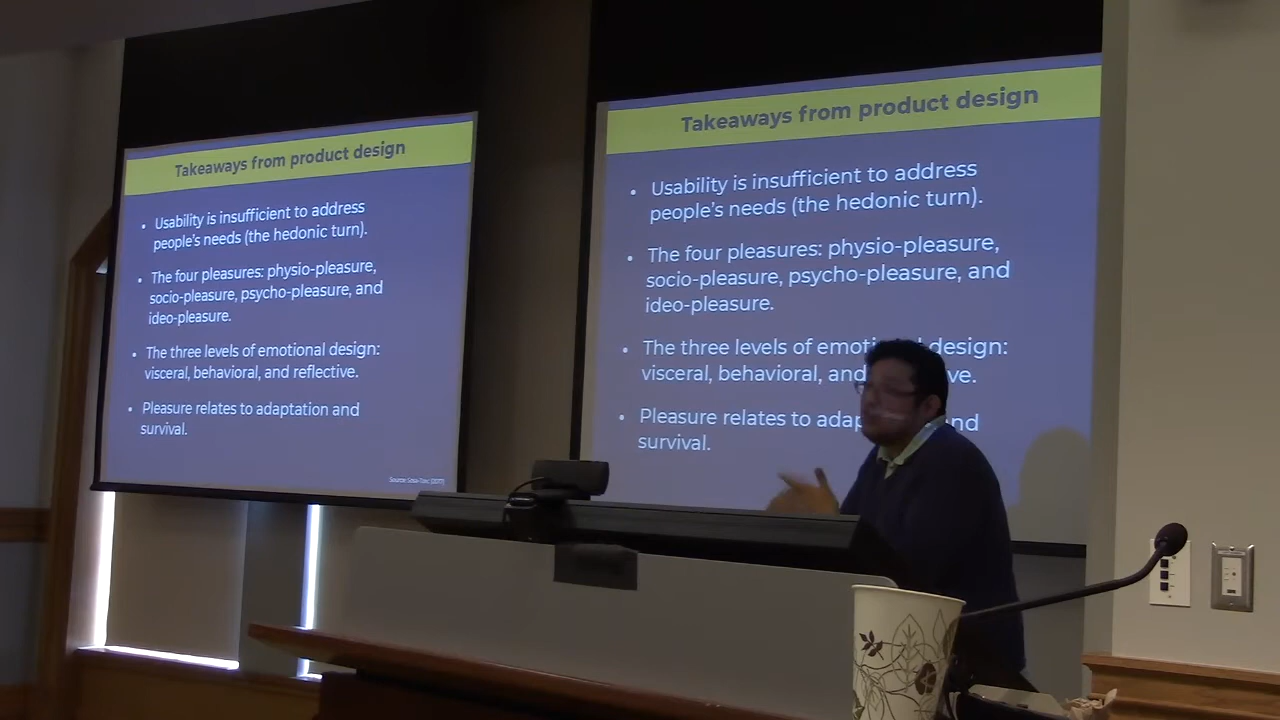 Takeaways from product design
• Usability is insufficient to address
people's needs (the hedonic turn).
• The four pleasures: physio-pleasure,
socio-pleasure, psycho-pleasure, and
ideo-pleasure.
• The three levels of emotional design:
visceral, behavioral, and reflective.
• Pleasure relates to adaptation and
survival.
Takeaways from product design
• Usability is insufficient to address
people's needs (the hedonic turn).
• The four pleasures: physio-pleasure,
socio-pleasure, psycho-pleasure, and
ideo-pleasure.
• The three levels of emoti design:
visceral, behavioral, and ve.
• Pleasure relates to adap nd
survival.